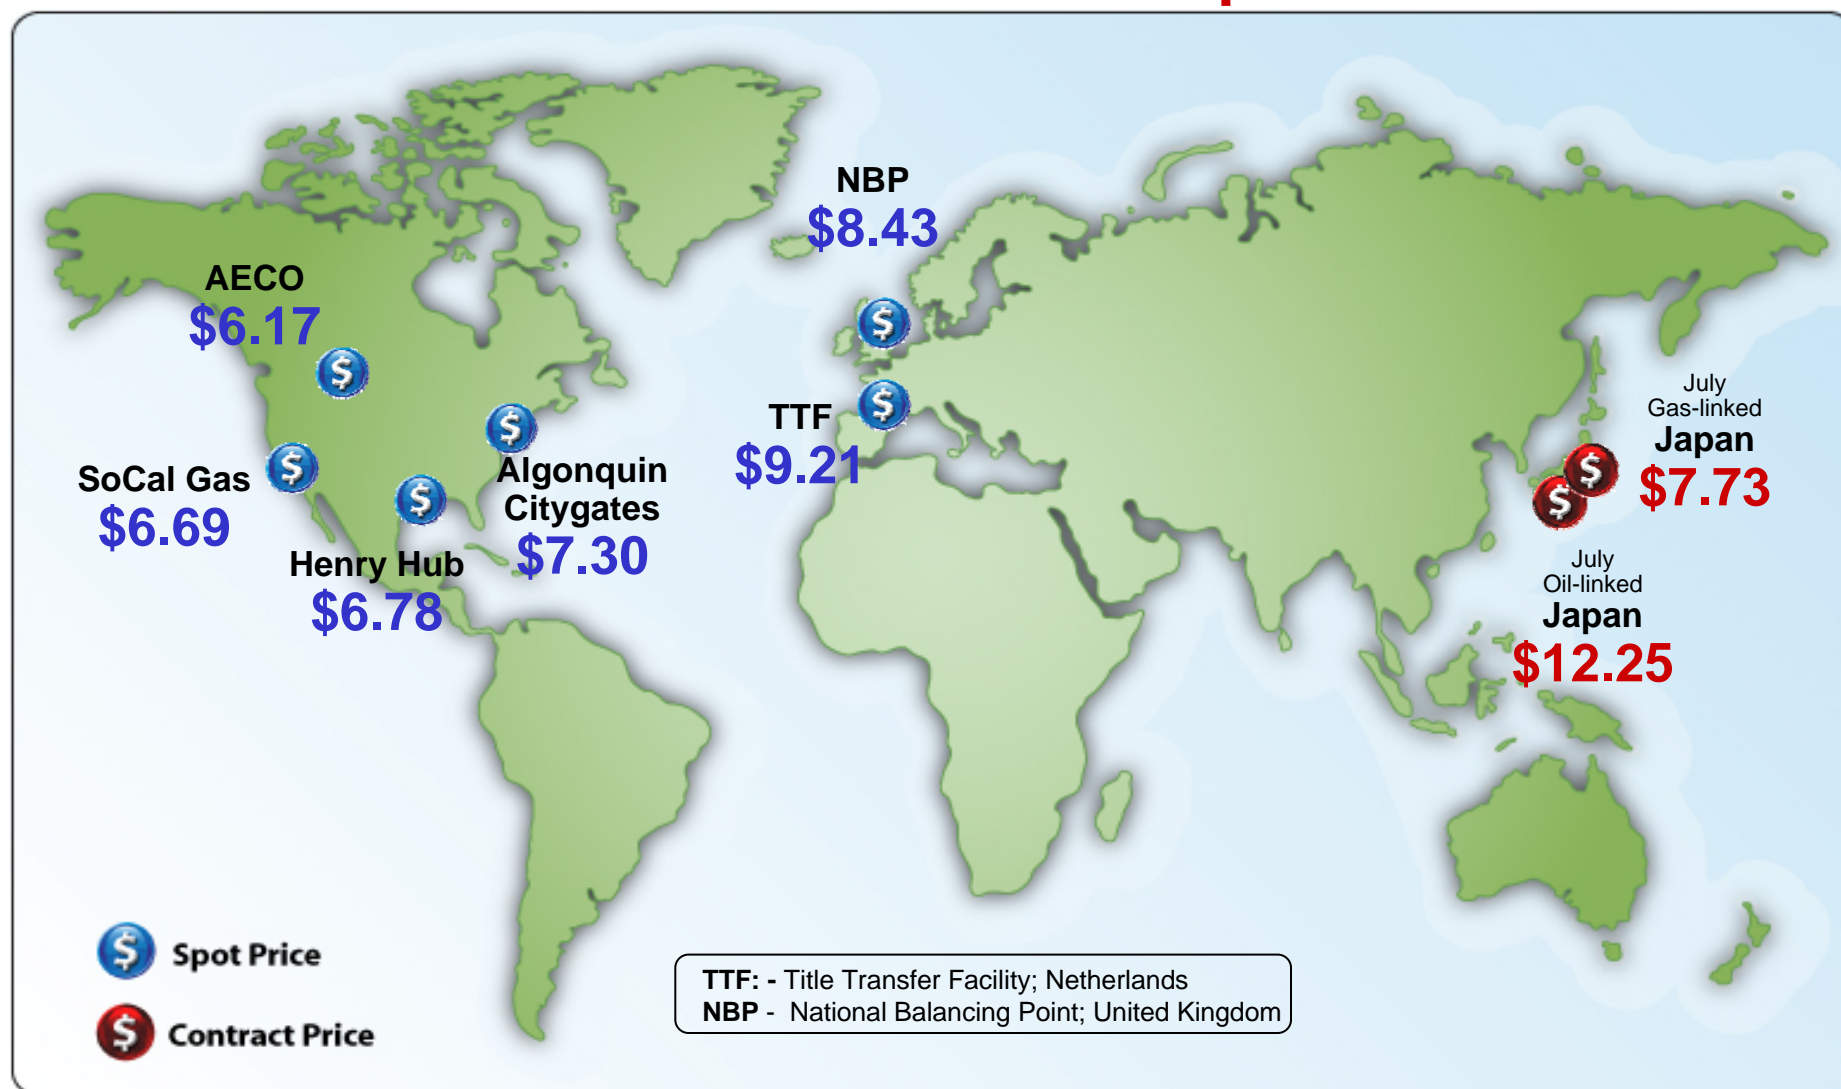 NBP
$8.43
AECO
$6.17
TTF
$9.21
SoCal Gas
$6.69
Algonquin
Citygates
$7.30
Henry Hub
$6.78
July
Gas-linked
Japan
$7.73
July
Oil-linked
Japan
$12.25
Spot Price
Contract Price
TTF: - Title Transfer Facility; Netherlands
NBP - National Balancing Point; United Kingdom